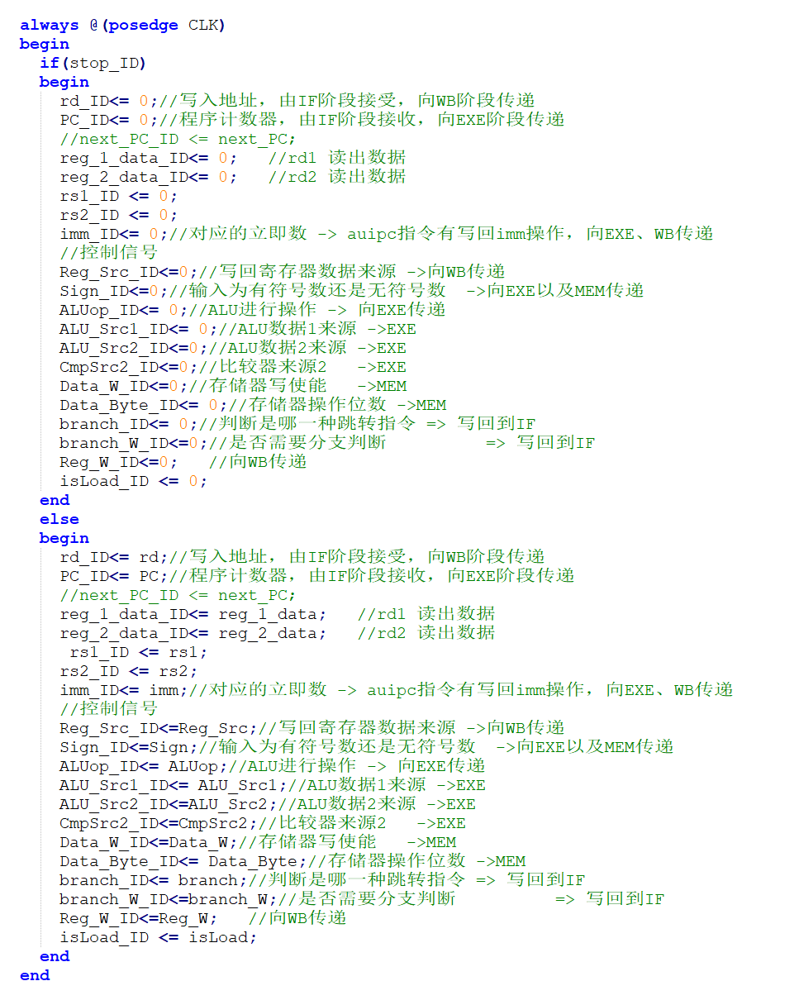 always @(posedge CLK)
begin
  if(stop_ID)
  begin
    rd_ID<= 0;//写入地址，由IF阶段接受，向WB阶段传递
    PC_ID<= 0;//程序计数器，由IF阶段接收，向EXE阶段传递
    //next_PC_ID <= next_PC;
    reg_1_data_ID<= 0;   //rd1 读出数据
    reg_2_data_ID<= 0;   //rd2 读出数据
    rs1_ID <= 0;
    rs2_ID <= 0;
    imm_ID<= 0;//对应的立即数 -> auipc指令有写回imm操作，向EXE、WB传递
    //控制信号
    Reg_Src_ID<=0;//写回寄存器数据来源 ->向WB传递
    Sign_ID<=0;//输入为有符号数还是无符号数  ->向EXE以及MEM传递
    ALUop_ID<= 0;//ALU进行操作 -> 向EXE传递
    ALU_Src1_ID<= 0;//ALU数据1来源 ->EXE
    ALU_Src2_ID<=0;//ALU数据2来源 ->EXE
    CmpSrc2_ID<=0;//比较器来源2   ->EXE
    Data_W_ID<=0;//存储器写使能   ->MEM
    Data_Byte_ID<= 0;//存储器操作位数 ->MEM
    branch_ID<= 0;//判断是哪一种跳转指令 => 写回到IF
    branch_W_ID<=0;//是否需要分支判断          => 写回到IF
    Reg_W_ID<=0;   //向WB传递
    isLoad_ID <= 0;
  end
  else
  begin
    rd_ID<= rd;//写入地址，由IF阶段接受，向WB阶段传递
    PC_ID<= PC;//程序计数器，由IF阶段接收，向EXE阶段传递
    //next_PC_ID <= next_PC;
    reg_1_data_ID<= reg_1_data;   //rd1 读出数据
    reg_2_data_ID<= reg_2_data;   //rd2 读出数据
     rs1_ID <= rs1;
    rs2_ID <= rs2;
    imm_ID<= imm;//对应的立即数 -> auipc指令有写回imm操作，向EXE、WB传递
    //控制信号
    Reg_Src_ID<=Reg_Src;//写回寄存器数据来源 ->向WB传递
    Sign_ID<=Sign;//输入为有符号数还是无符号数  ->向EXE以及MEM传递
    ALUop_ID<= ALUop;//ALU进行操作 -> 向EXE传递
    ALU_Src1_ID<= ALU_Src1;//ALU数据1来源 ->EXE
    ALU_Src2_ID<=ALU_Src2;//ALU数据2来源 ->EXE
    CmpSrc2_ID<=CmpSrc2;//比较器来源2   ->EXE
    Data_W_ID<=Data_W;//存储器写使能   ->MEM
    Data_Byte_ID<= Data_Byte;//存储器操作位数 ->MEM
    branch_ID<= branch;//判断是哪一种跳转指令 => 写回到IF
    branch_W_ID<=branch_W;//是否需要分支判断          => 写回到IF
    Reg_W_ID<=Reg_W;   //向WB传递
    isLoad_ID <= isLoad;
  end
end